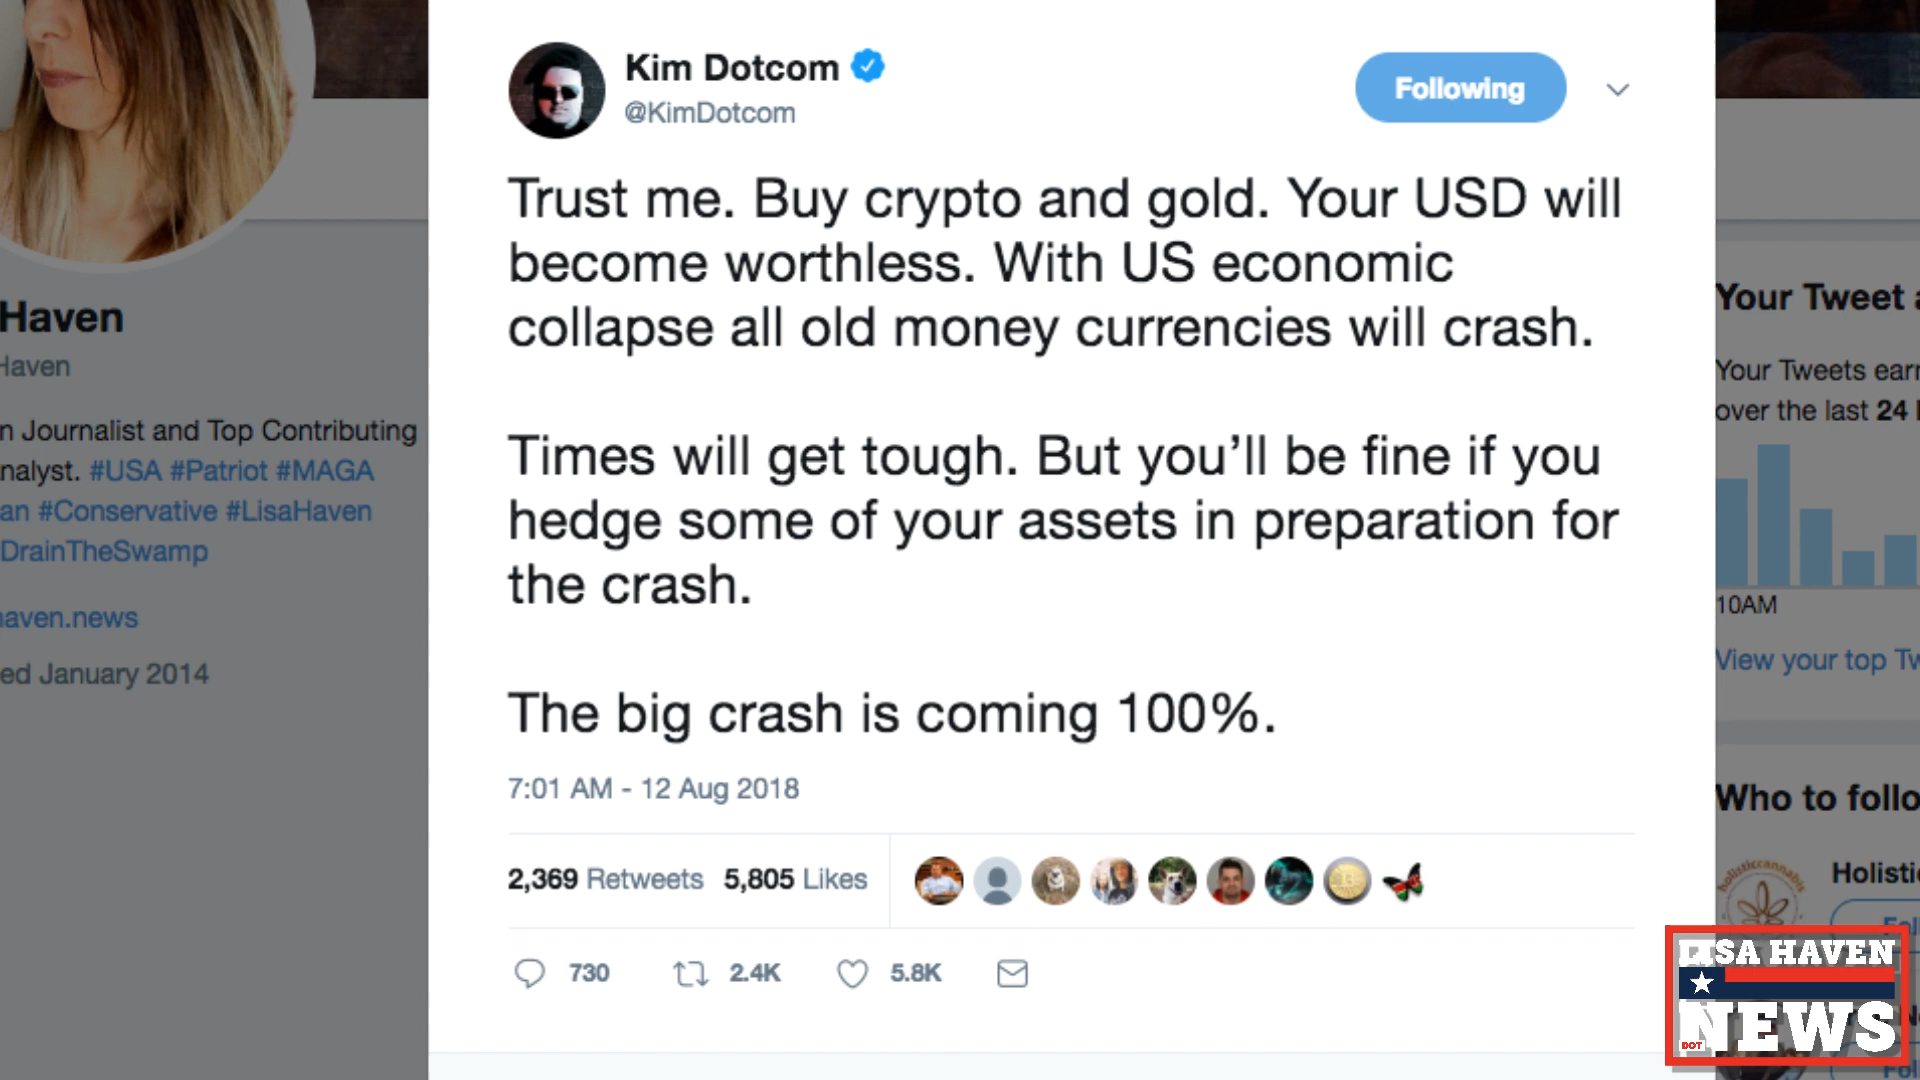 Kim Dotcom
@KimDotcom
Following
Trust me. Buy crypto and gold. Your USD will
become worthless. With US economic
collapse all old money currencies will crash.
Times will get tough. But you’ll be fine if you
hedge some of your assets in preparation for
the crash.
The big crash is coming 100%.
7:01 AM - 12 Aug 2018
2,369 Retweets 5,805 Likes
730 2.4K 5.8K
Haven
Haven
n Journalist and Top Contributing
nalyst. #USA #Patriot #MAGA
an #Conservative #LisaHaven
DrainTheSwamp
haven.news
ed January 2014
Your Tweet a
Your Tweets earn
over the last 24 h
10AM
View your top Tw
Who to follo
holisticcannabis
Holistic
LISA HAVEN
DOT NEWS